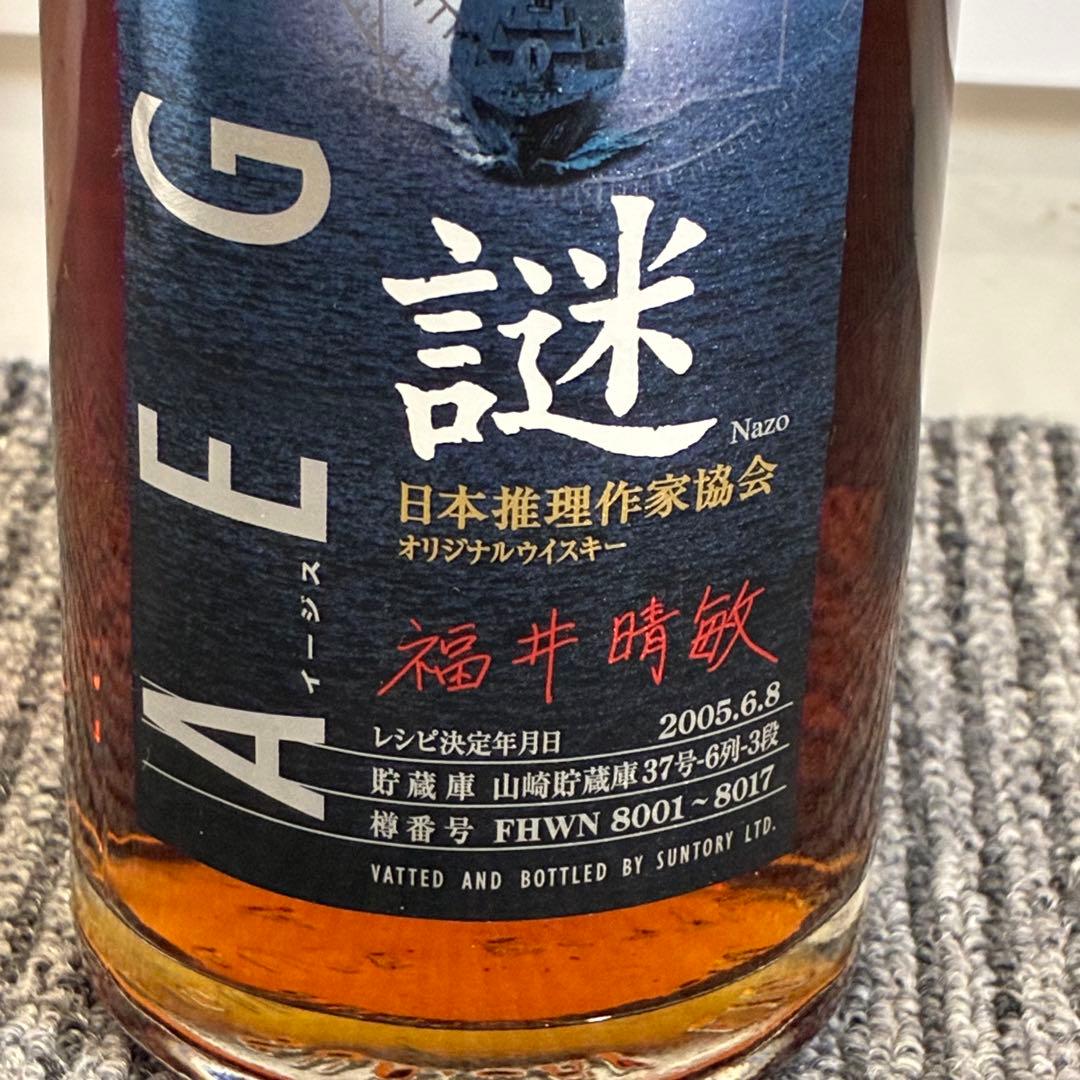 AEG
イージス
謎
Nazo
日本推理作家協会
オリジナルウイスキー
福井晴敏
レシピ決定年月日 2005.6.8
貯蔵庫 山崎貯蔵庫37号-6列-3段
樽番号 FHWN 8001~8017
VATTED AND BOTTLED BY SUNTORY LTD.